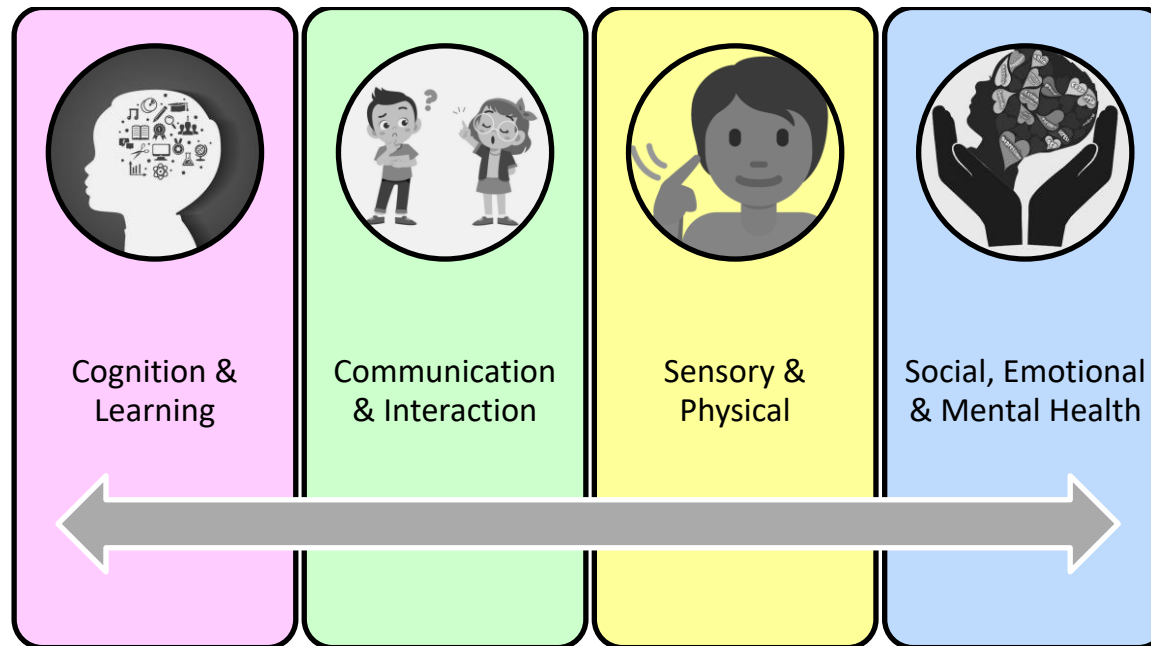 Cognition &
Learning
Communication
& Interaction
Sensory &
Physical
Social, Emotional
& Mental Health